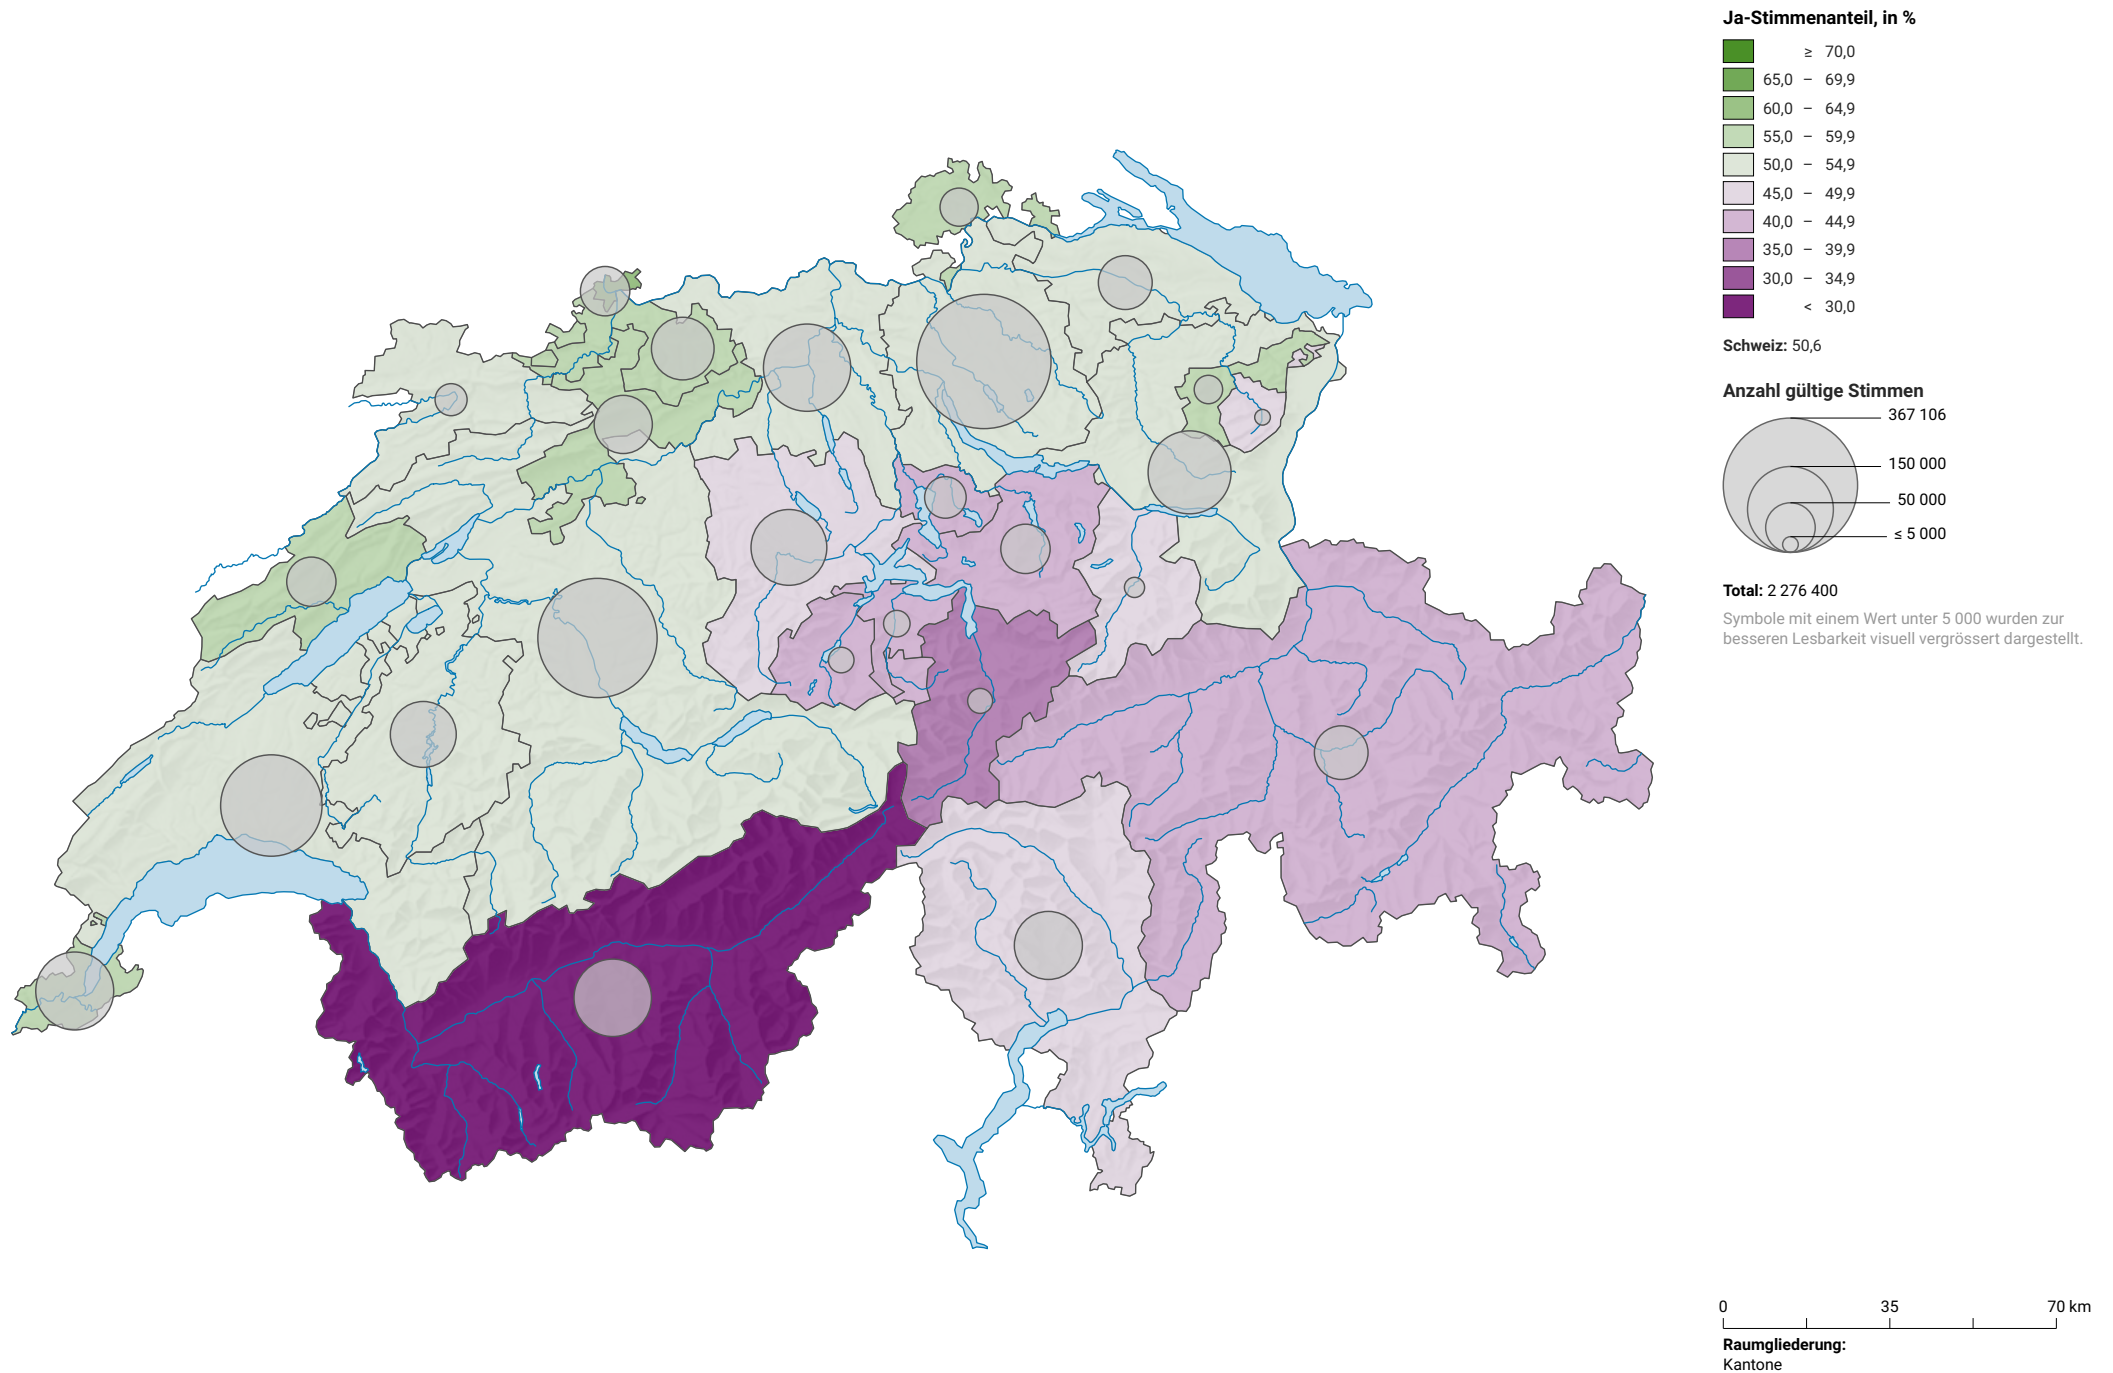 Ja-Stimmenanteil, in %
≥ 70,0
65,0 – 69,9
60,0 – 64,9
55,0 – 59,9
50,0 – 54,9
45,0 – 49,9
40,0 – 44,9
35,0 – 39,9
30,0 – 34,9
< 30,0
Schweiz: 50,6
Anzahl gültige Stimmen
367 106
150 000
50 000
≤ 5 000
Total: 2 276 400
Symbole mit einem Wert unter 5 000 wurden zur
besseren Lesbarkeit visuell vergrössert dargestellt.
0 35 70 km
Raumgliederung:
Kantone